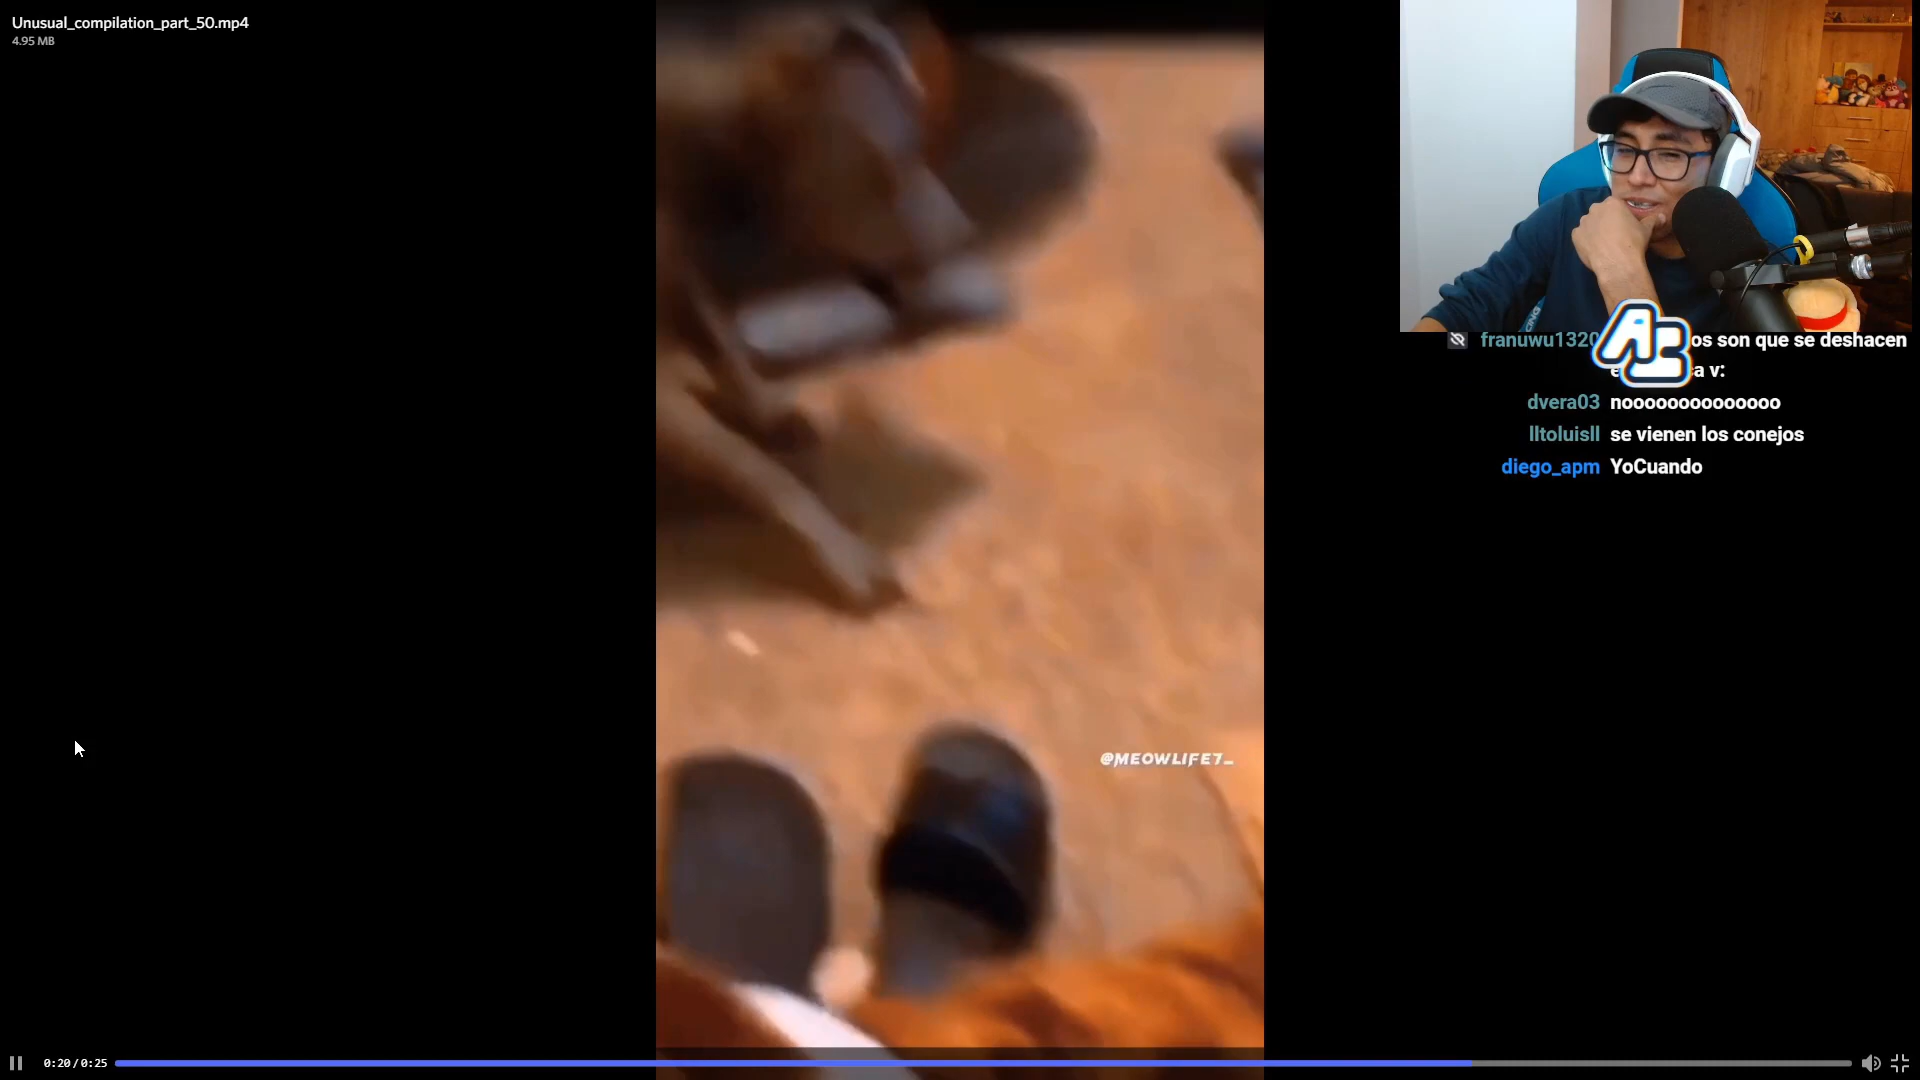 Unusual_compilation_part_50.mp4
4.95 MB
franuwu1320 os son que se deshacen
a v:
dvera03 noooooooooooooo
lltoluisll se vienen los conejos
diego_apm YoCuando
@MEOWLIFE7_
0:20/0:25